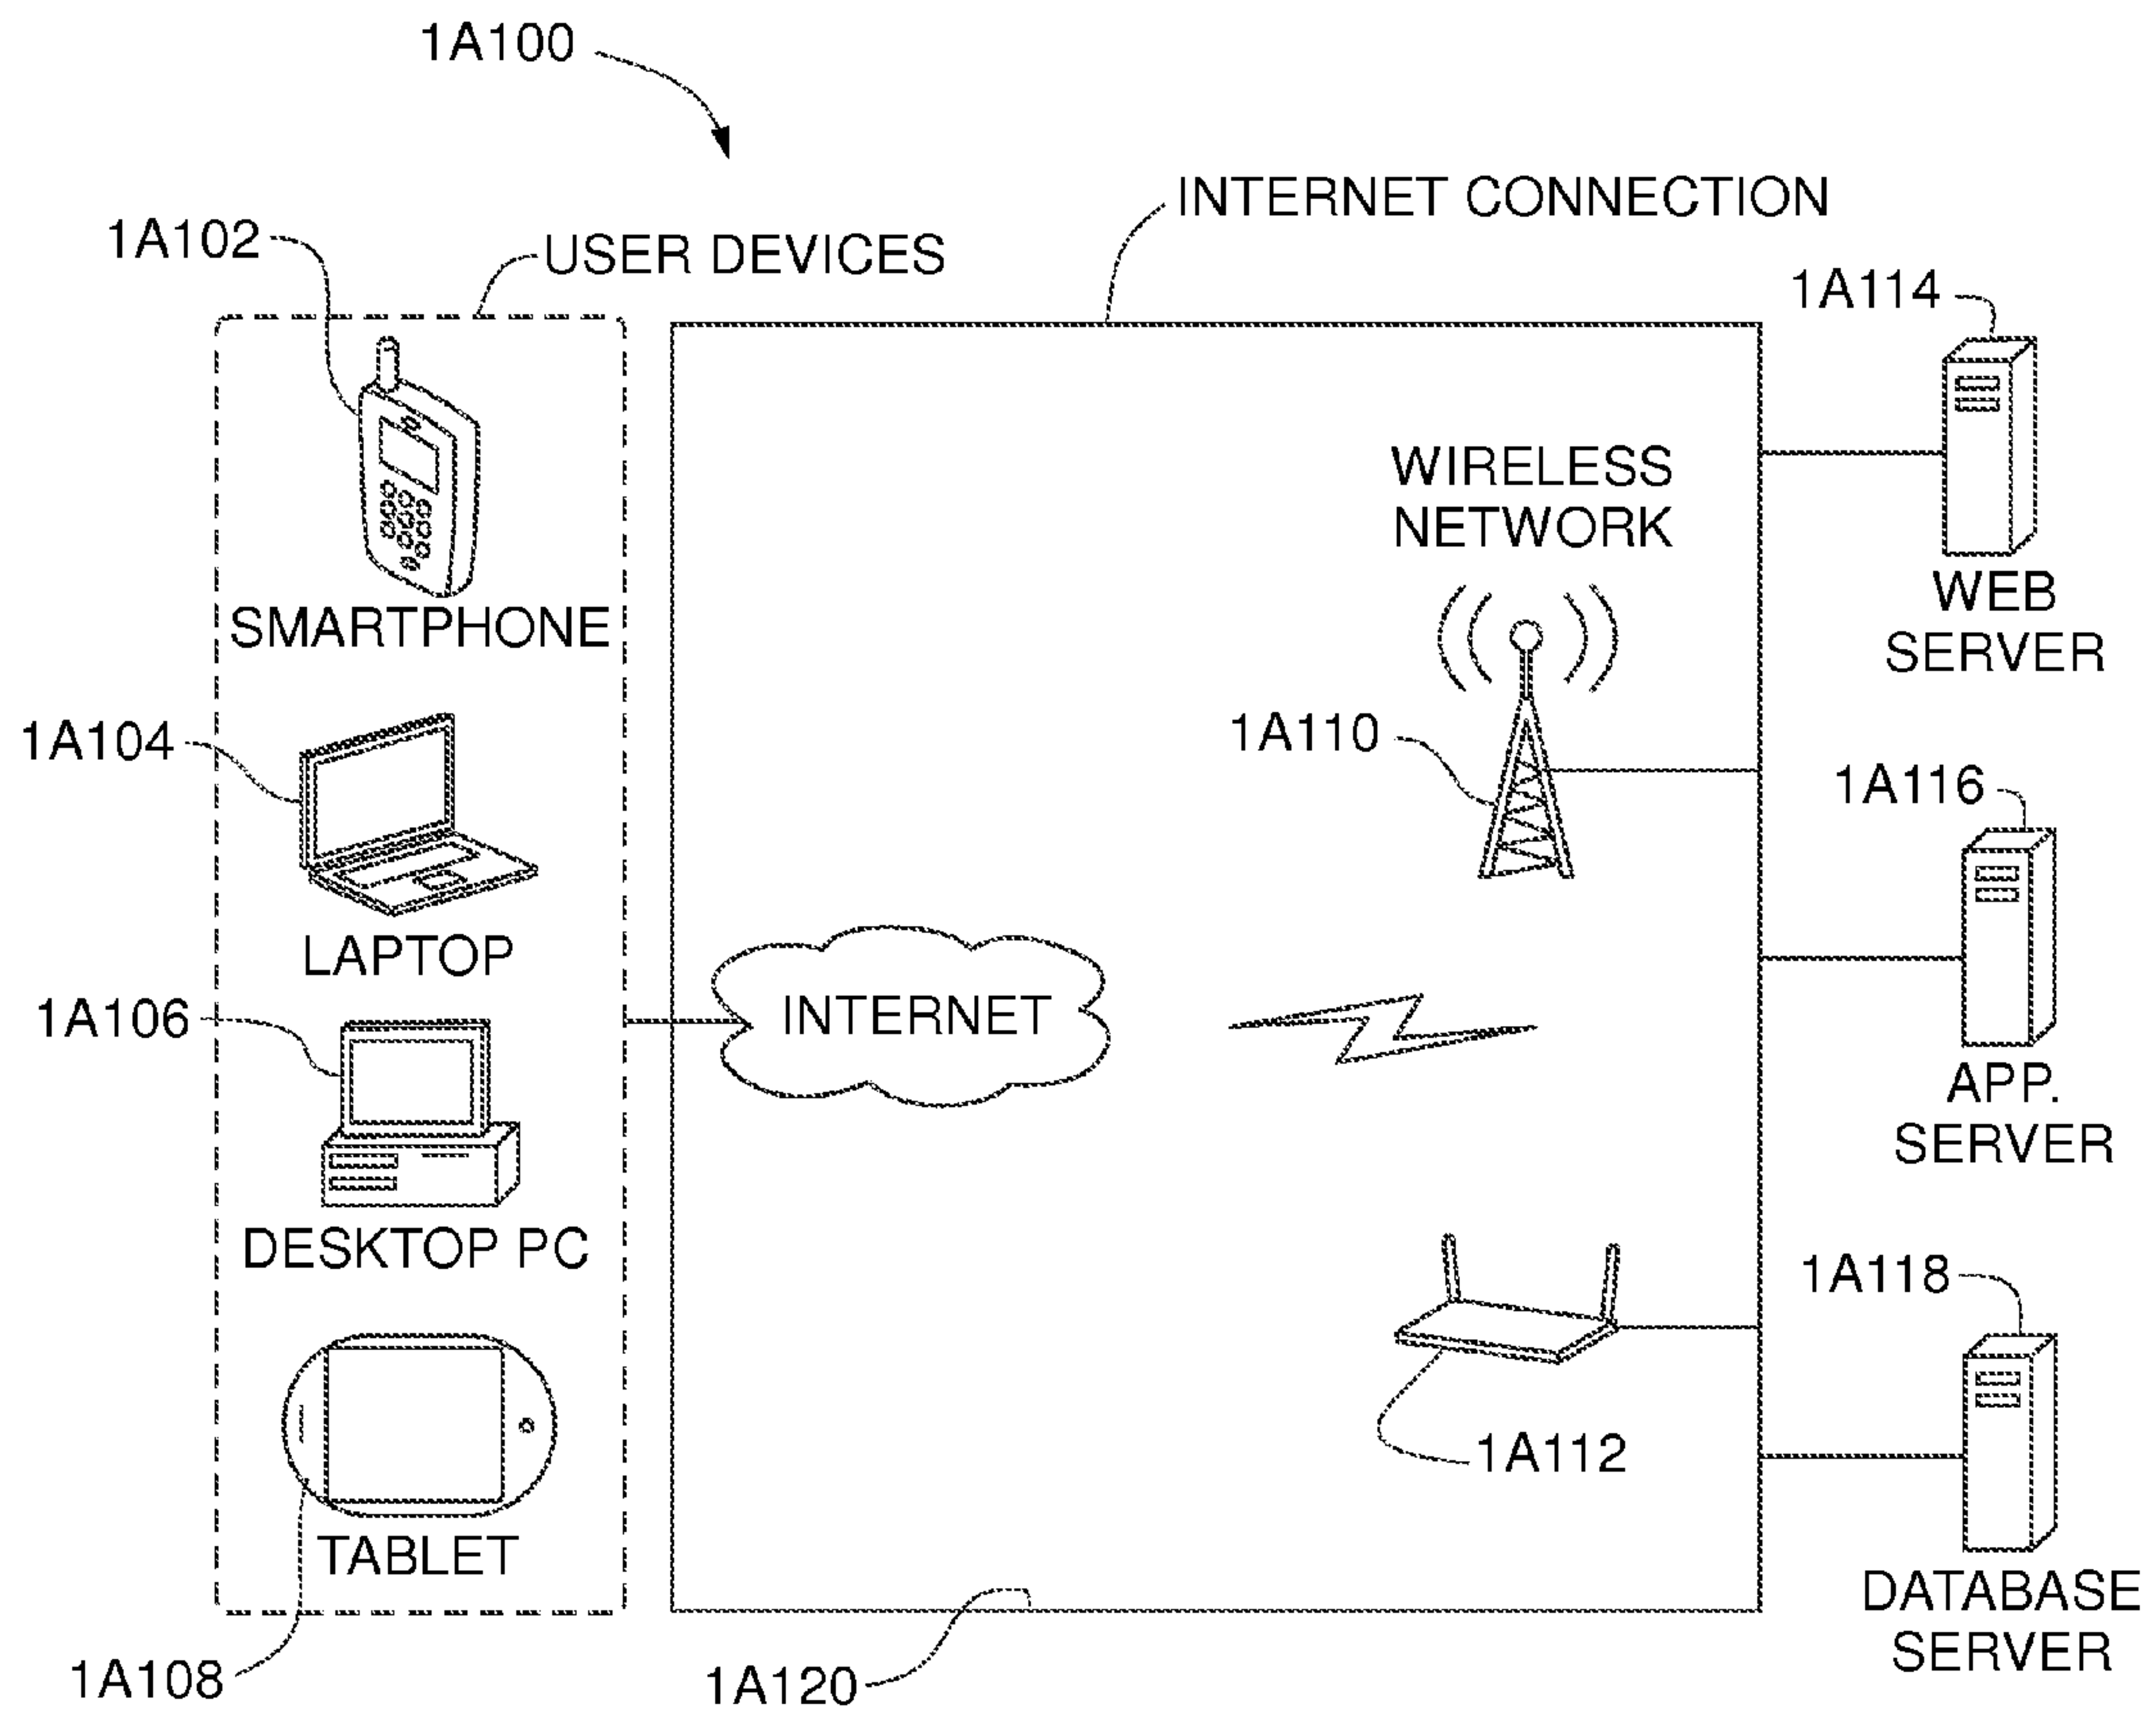 1A100
INTERNET CONNECTION
1A102
USER DEVICES
1A114
WIRELESS
NETWORK
WEB
SERVER
SMARTPHONE
1A104
1A110
1A116
LAPTOP
1A106
INTERNET
APP.
SERVER
DESKTOP PC
1A118
1A112
TABLET
DATABASE
SERVER
1A108
1A120